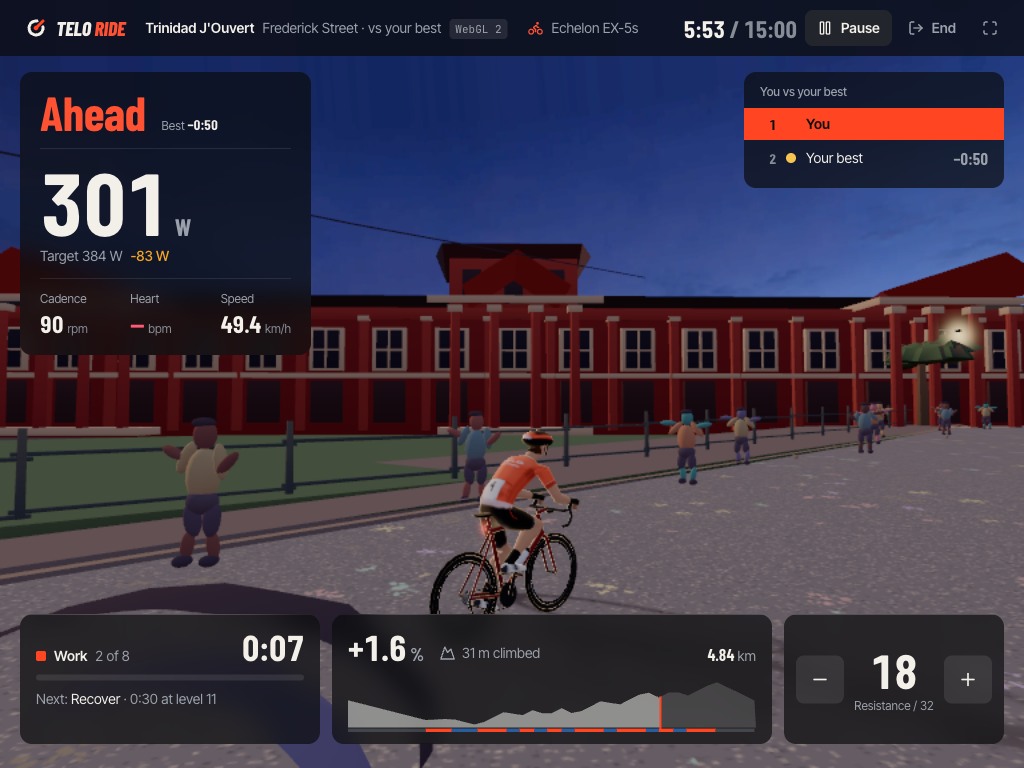 TELO RIDE
Trinidad J'Ouvert Frederick Street · vs your best WebGL 2 Echelon EX-5s 5:53 / 15:00 Pause End
Ahead Best −0:50
301 W
Target 384 W -83 W
Cadence Heart Speed
90 rpm – bpm 49.4 km/h
You vs your best
1 You
2 Your best −0:50
Work 2 of 8 0:07
Next: Recover · 0:30 at level 11
+1.6 % 31 m climbed 4.84 km
− 18 +
Resistance / 32